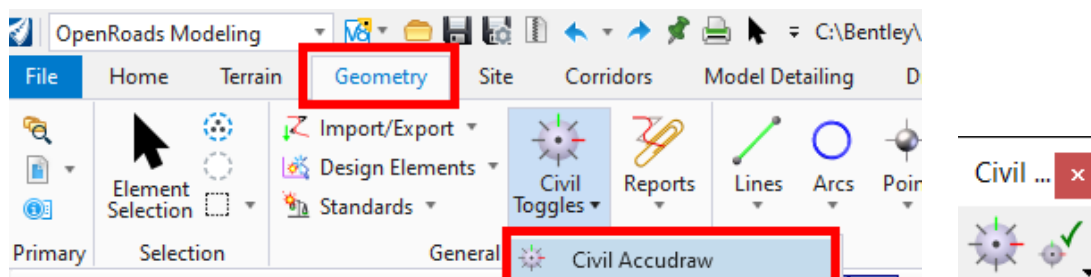 OpenRoads Modeling C:\Bentley\
File Home Terrain Geometry Site Corridors Model Detailing D
Import/Export
Design Elements
Standards
Element
Selection
Civil
Toggles
Reports
Lines
Arcs
Poin
Primary Selection General
Civil Accudraw
Civil ...